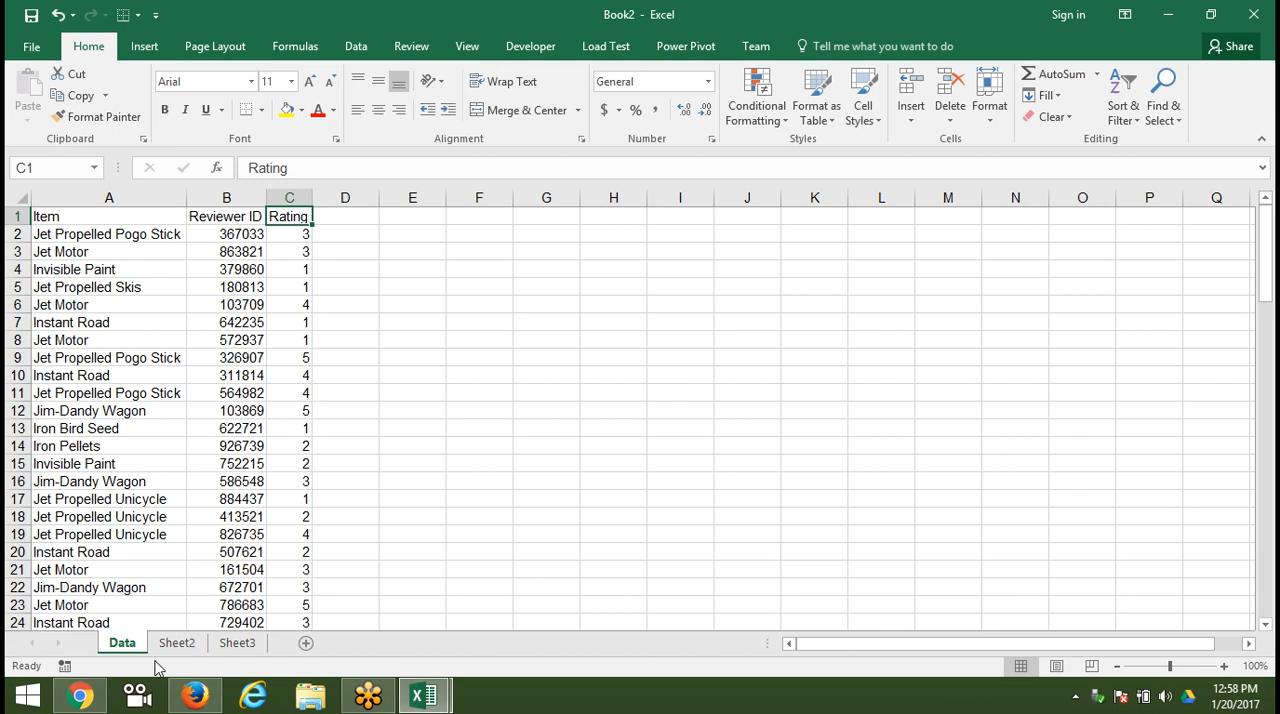 Book2 - Excel
Sign in
File Home Insert Page Layout Formulas Data Review View Developer Load Test Power Pivot Team Tell me what you want to do Share
Paste
Cut
Copy
Format Painter
Clipboard
Arial 11
B I U
Font
Wrap Text
Merge & Center
Alignment
General
$ % ,
Number
Conditional Formatting
Format as Table
Cell Styles
Styles
Insert Delete Format
Cells
AutoSum
Fill
Clear
Sort & Filter
Find & Select
Editing
C1 fx Rating
A B C D E F G H I J K L M N O P Q
1 Item Reviewer ID Rating
2 Jet Propelled Pogo Stick 367033 3
3 Jet Motor 863821 3
4 Invisible Paint 379860 1
5 Jet Propelled Skis 180813 1
6 Jet Motor 103709 4
7 Instant Road 642235 1
8 Jet Motor 572937 1
9 Jet Propelled Pogo Stick 326907 5
10 Instant Road 311814 4
11 Jet Propelled Pogo Stick 564982 4
12 Jim-Dandy Wagon 103869 5
13 Iron Bird Seed 622721 1
14 Iron Pellets 926739 2
15 Invisible Paint 752215 2
16 Jim-Dandy Wagon 586548 3
17 Jet Propelled Unicycle 884437 1
18 Jet Propelled Unicycle 413521 2
19 Jet Propelled Unicycle 826735 4
20 Instant Road 507621 2
21 Jet Motor 161504 3
22 Jim-Dandy Wagon 672701 3
23 Jet Motor 786683 5
24 Instant Road 729402 3
Data Sheet2 Sheet3
Ready
100%
12:58 PM
1/20/2017